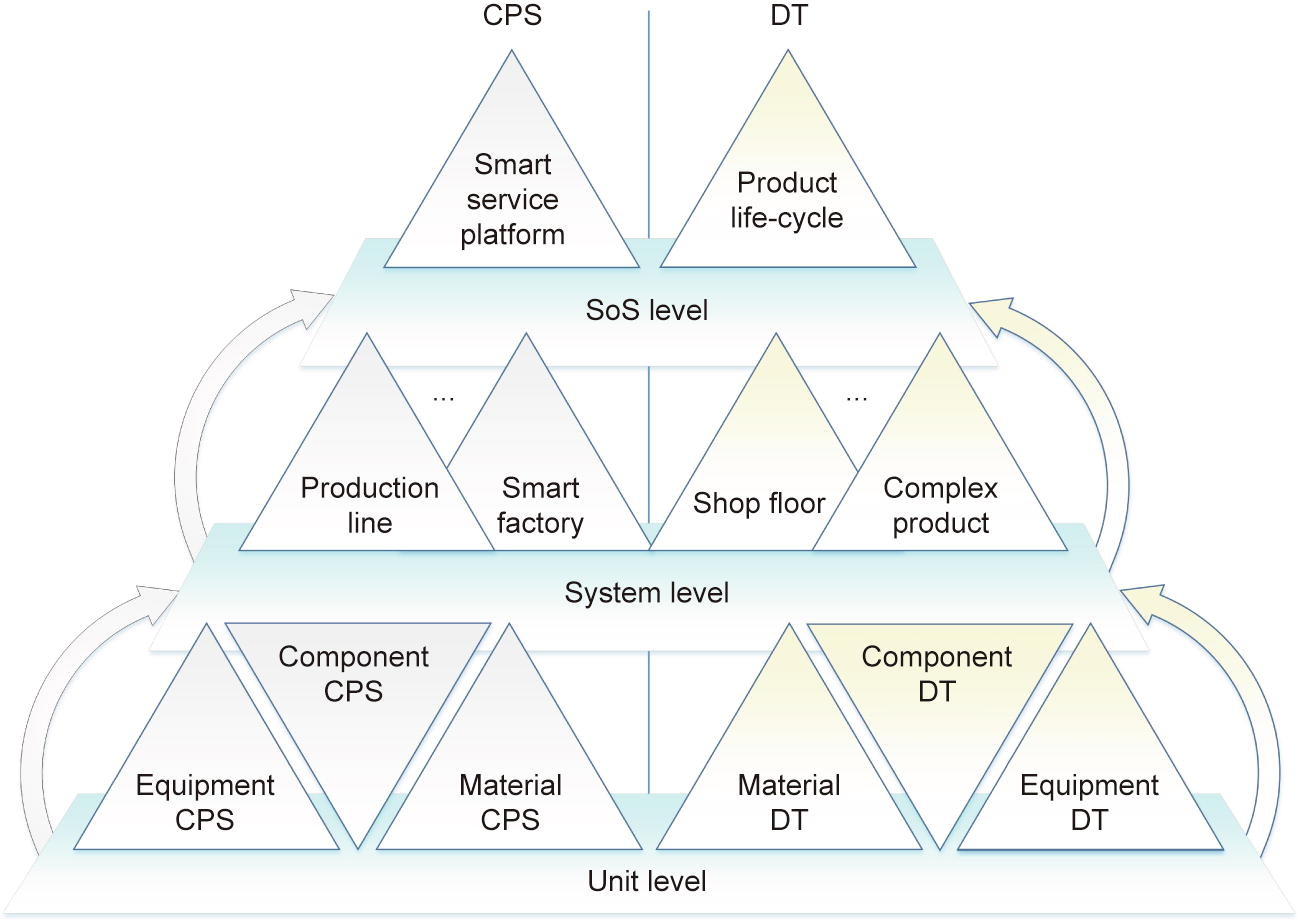 CPS
DT
Smart
service
platform
Product
life-cycle
SoS level
...
...
Production
line
Smart
factory
Shop floor
Complex
product
System level
Component
CPS
Component
DT
Equipment
CPS
Material
CPS
Material
DT
Equipment
DT
Unit level